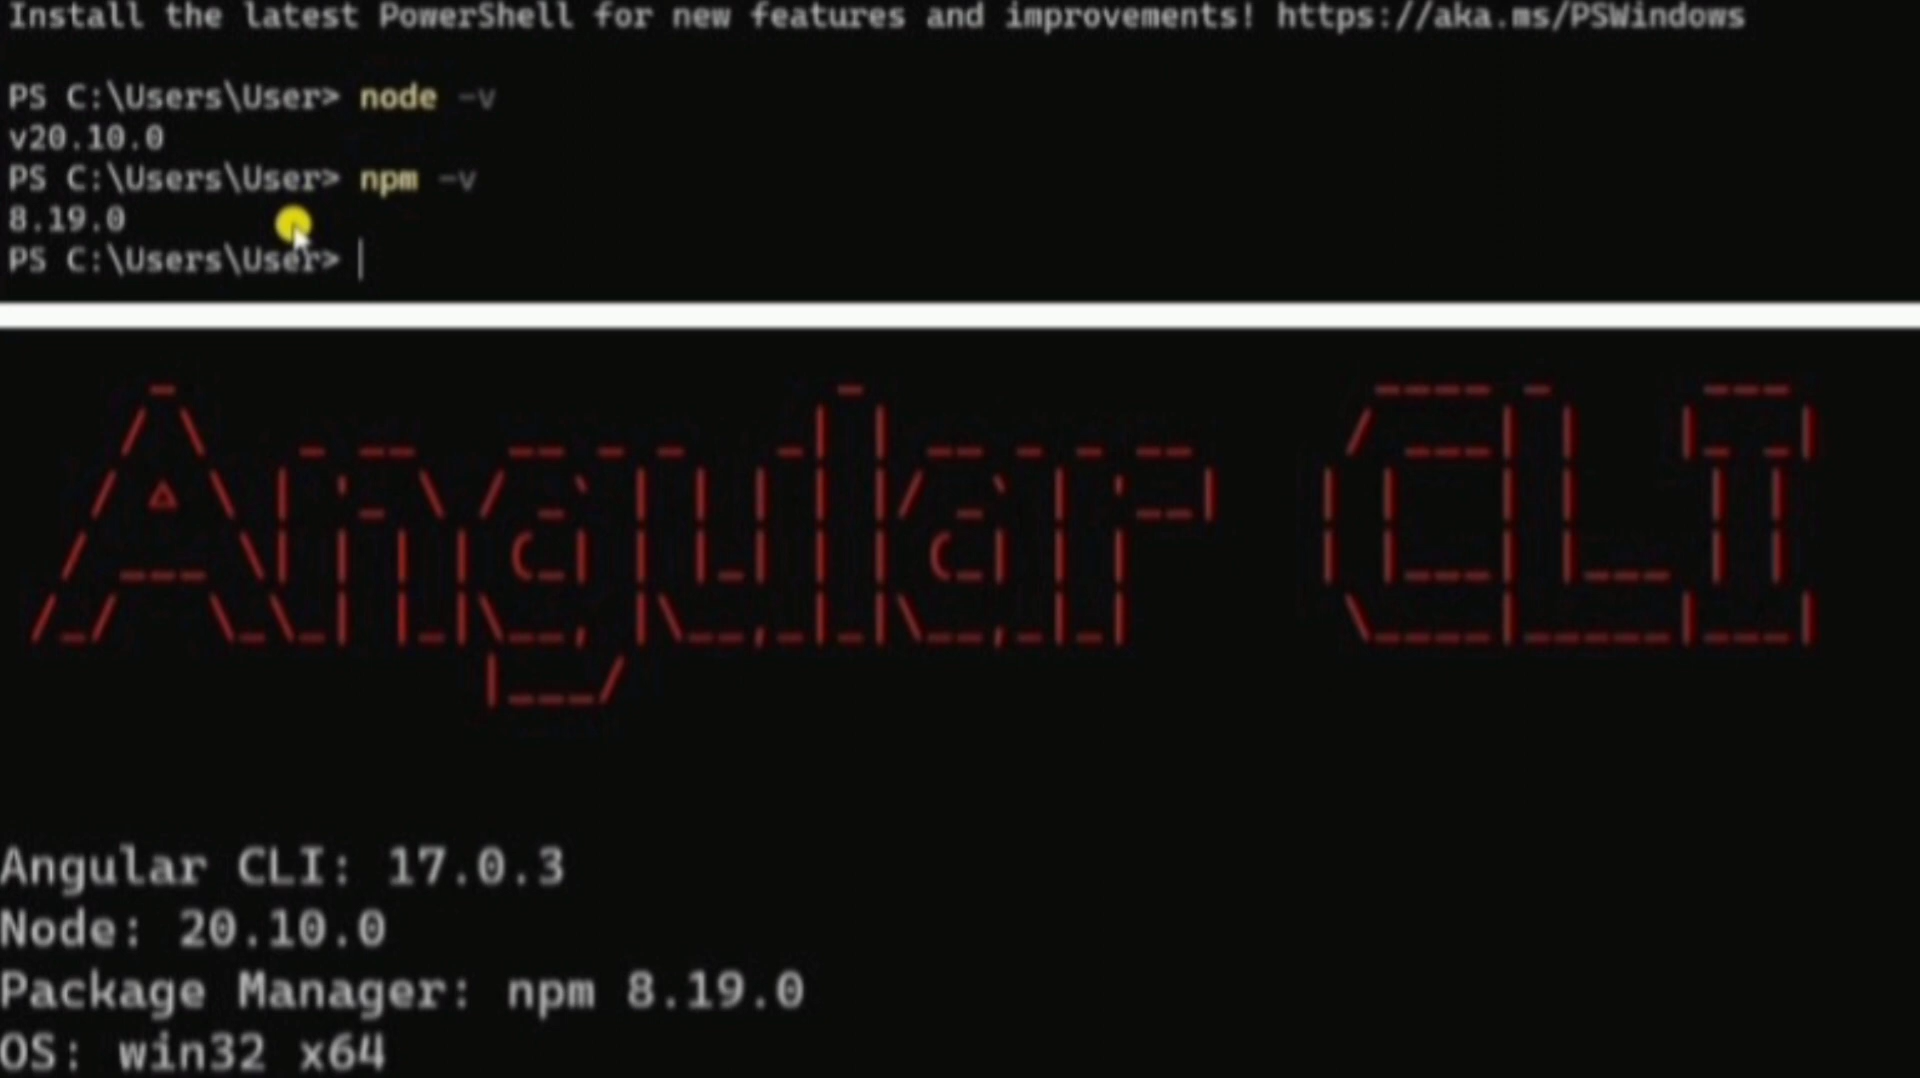 Install the latest PowerShell for new features and improvements! https://aka.ms/PSWindows
PS C:\Users\User> node -v
v20.10.0
PS C:\Users\User> npm -v
8.19.0
PS C:\Users\User>
Angular CLI
Angular CLI: 17.0.3
Node: 20.10.0
Package Manager: npm 8.19.0
OS: win32 x64